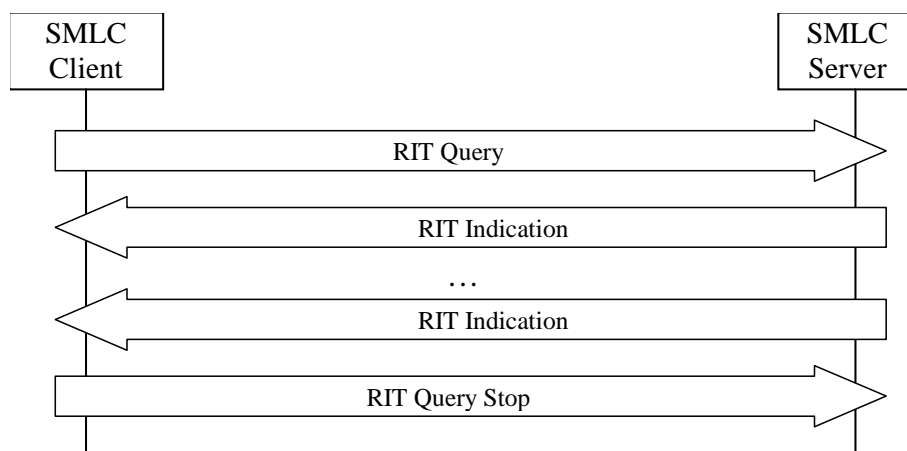 SMLC
Client
SMLC
Server
RIT Query
RIT Indication
…
RIT Indication
RIT Query Stop